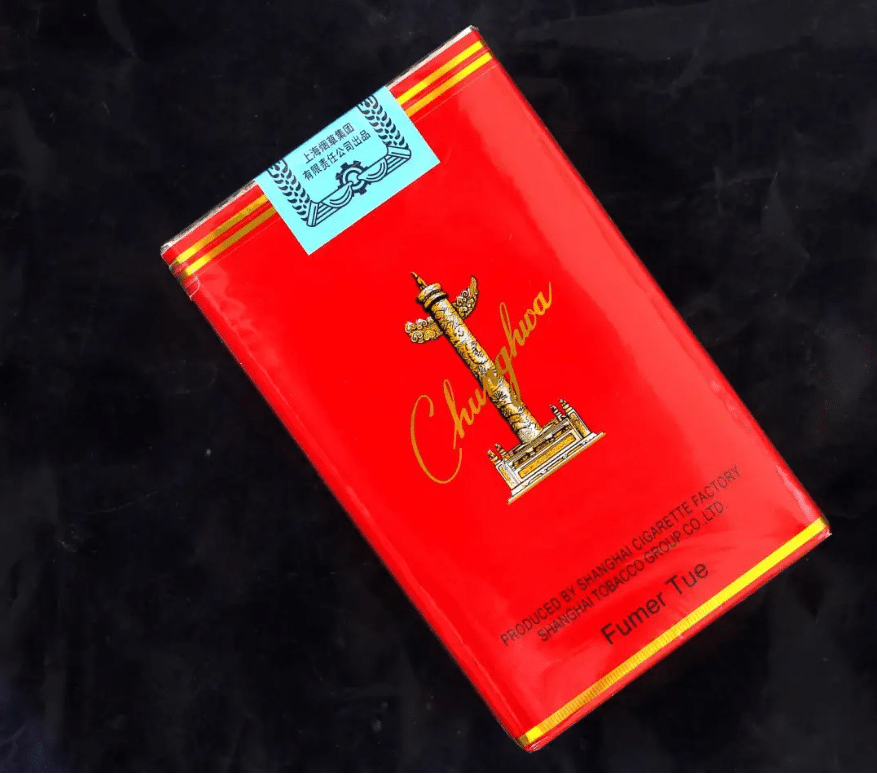 上海烟草集团
有限责任公司出品
Chunghwa
PRODUCED BY SHANGHAI CIGARETTE FACTORY
SHANGHAI TOBACCO GROUP CO.,LTD.
Fumer Tue